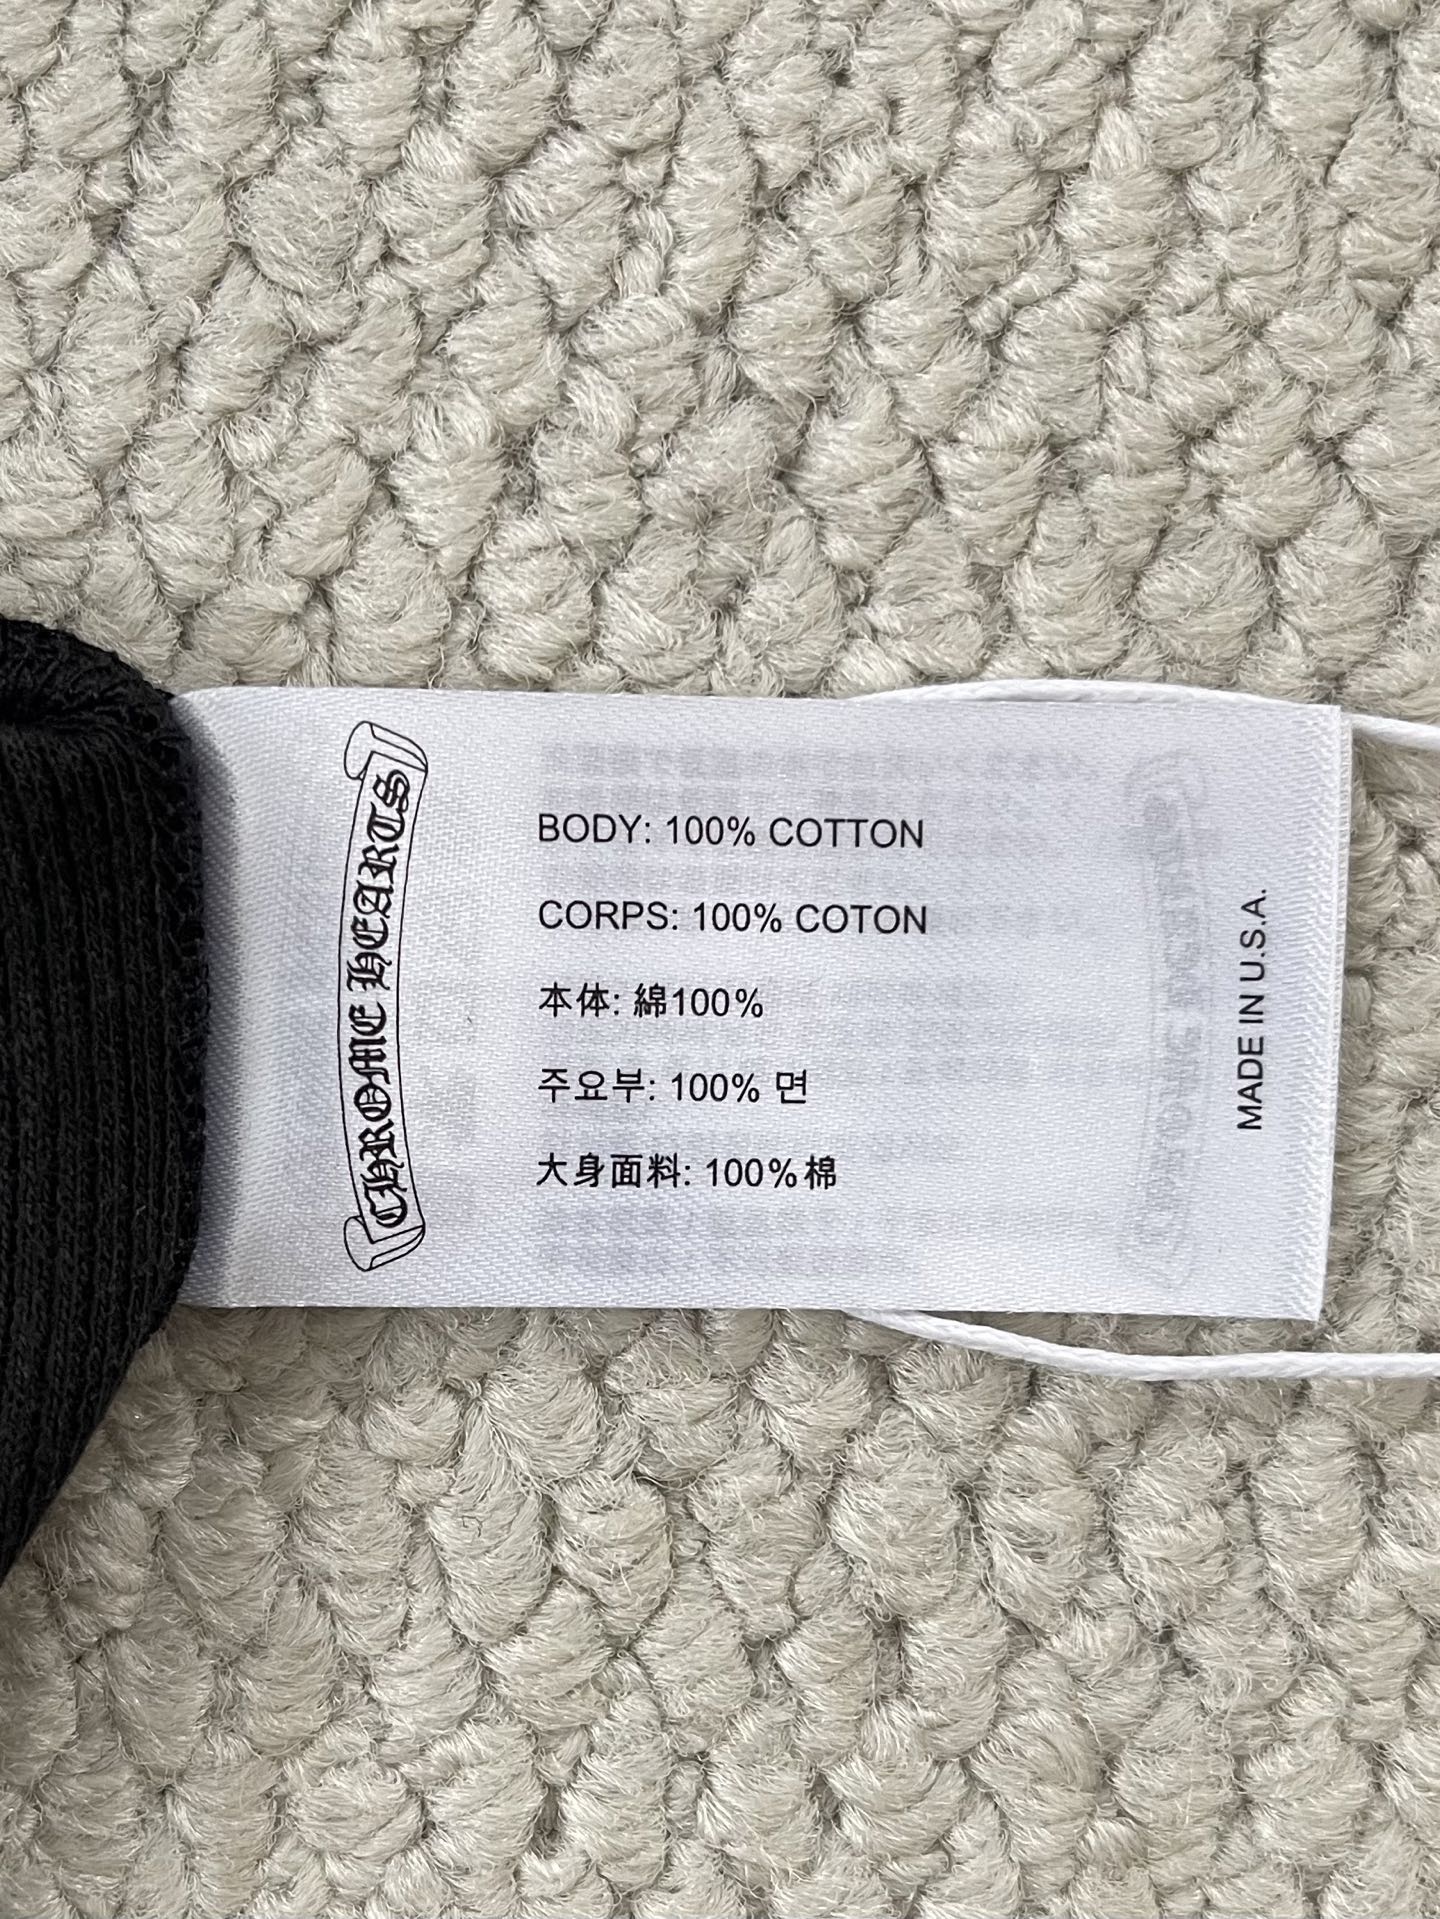 CHROME HEARTS
BODY: 100% COTTON
CORPS: 100% COTON
本体: 綿100%
주요부: 100% 면
大身面料: 100%棉
MADE IN U.S.A.